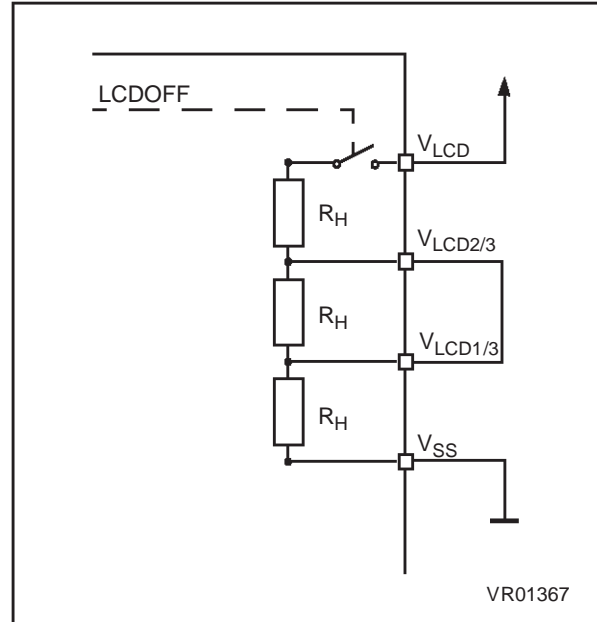 LCDOFF
VLCD
RH
VLCD2/3
RH
VLCD1/3
RH
VSS
VR01367